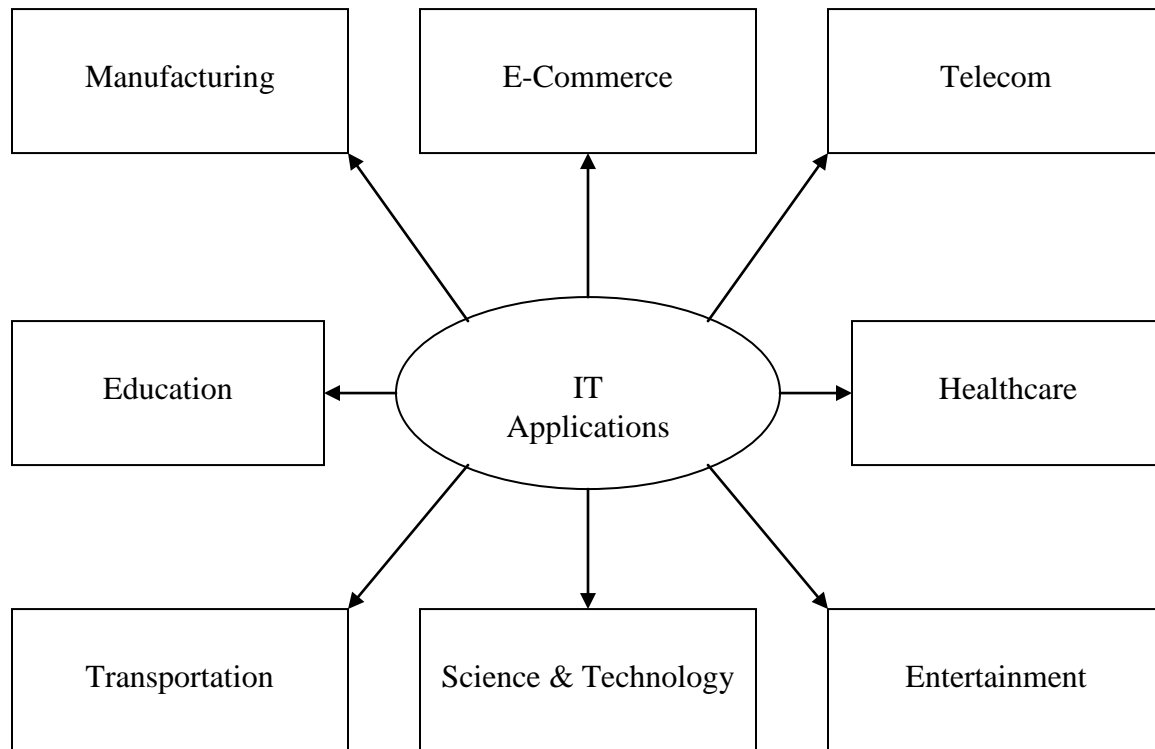 Manufacturing
E-Commerce
Telecom
Education
IT
Applications
Healthcare
Transportation
Science & Technology
Entertainment